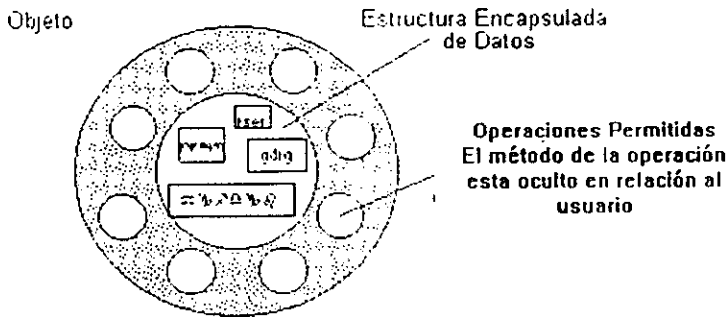 Objeto
Estructura Encapsulada
de Datos
Operaciones Permitidas
El método de la operación
esta oculto en relación al
usuario